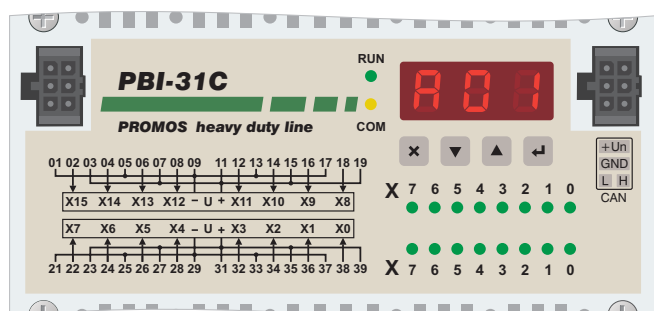 RUN
PBI-31C
A01
PROMOS heavy duty line
COM
+Un
GND
L H
CAN
01 02 03 04 05 06 07 08 09 11 12 13 14 15 16 17 18 19
X15 X14 X13 X12 - U + X11 X10 X9 X8
X7 X6 X5 X4 - U + X3 X2 X1 X0
21 22 23 24 25 26 27 28 29 31 32 33 34 35 36 37 38 39
X 7 6 5 4 3 2 1 0
X 7 6 5 4 3 2 1 0